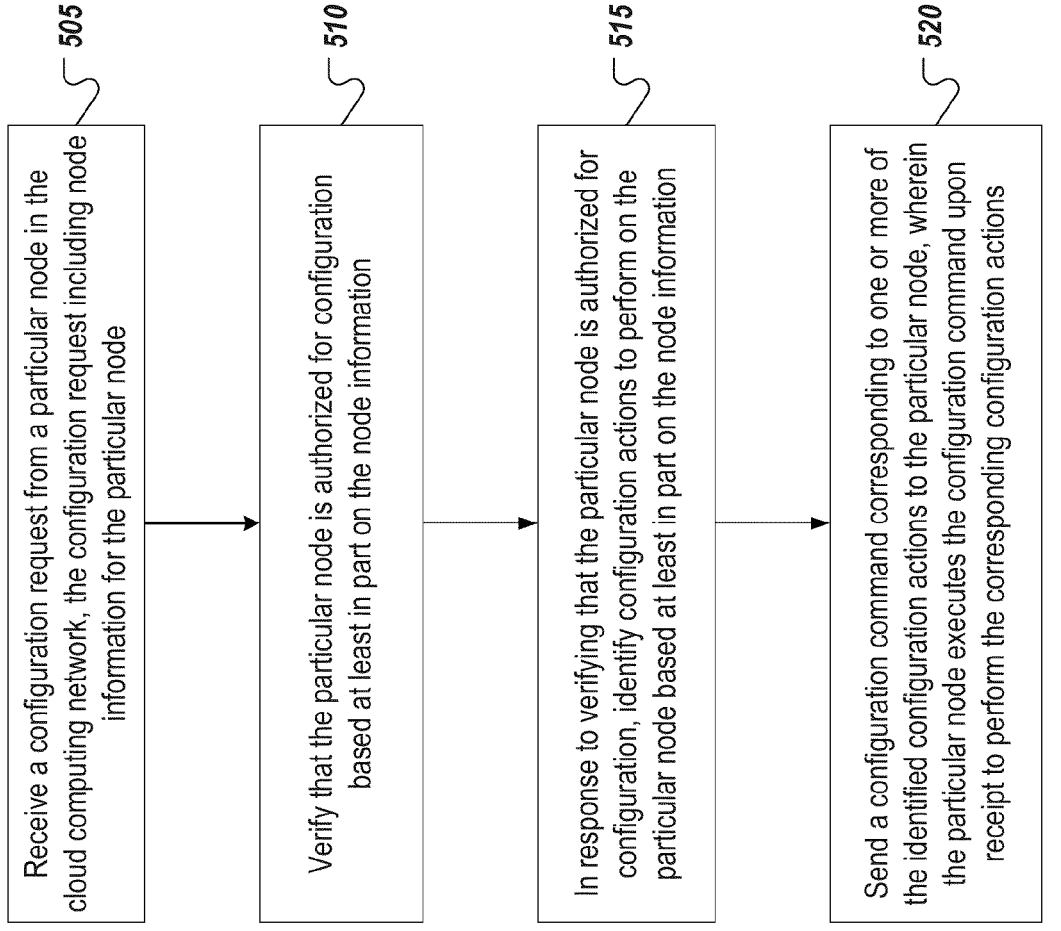 Receive a configuration request from a particular node in the
cloud computing network, the configuration request including node
information for the particular node
505
Verify that the particular node is authorized for configuration
based at least in part on the node information
510
In response to verifying that the particular node is authorized for
configuration, identify configuration actions to perform on the
particular node based at least in part on the node information
515
Send a configuration command corresponding to one or more of
the identified configuration actions to the particular node, wherein
the particular node executes the configuration command upon
receipt to perform the corresponding configuration actions
520